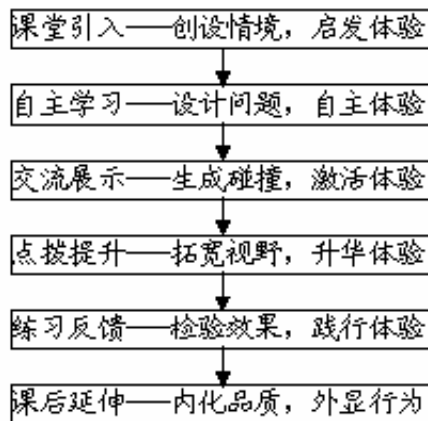 课堂引入——创设情境，启发体验
自主学习——设计问题，自主体验
交流展示——生成碰撞，激活体验
点拨提升——拓宽视野，升华体验
练习反馈——检验效果，践行体验
课后延伸——内化品质，外显行为